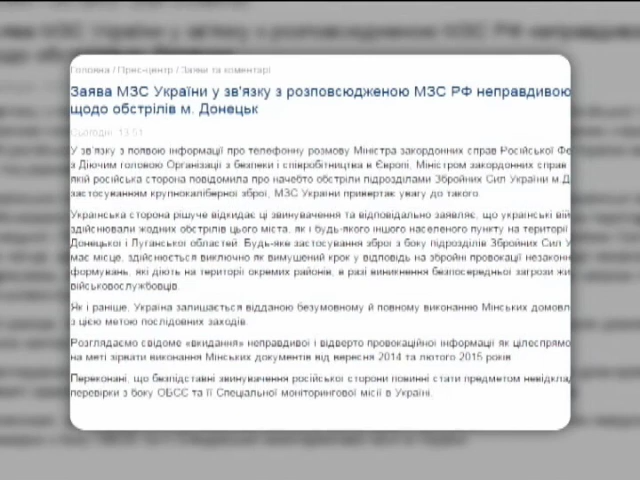 Головна / Прес-центр / Заяви та коментарі
Заява МЗС України у зв'язку з розповсюдженою МЗС РФ неправдивою
щодо обстрілів м. Донецьк
Сьогодні, 13:51
У зв'язку з появою інформації про телефонну розмову Міністра закордонних справ Російської Фе
з Діючим головою Організації з безпеки і співробітництва в Європі, Міністром закордонних справ
якій російська сторона повідомила про начебто обстріли підрозділами Збройних Сил України м.Д
застосуванням крупнокаліберної зброї, МЗС України привертає увагу до такого.
Українська сторона рішуче відкидає ці звинувачення та відповідально заявляє, що українські вій
здійснювали жодних обстрілів цього міста, як і будь-якого іншого населеного пункту на території
Донецької і Луганської областей. Будь-яке застосування зброї з боку підрозділів Збройних Сил У
має місце, здійснюється виключно як вимушений крок у відповідь на збройні провокації незаконн
формувань, які діють на території окремих районів, в разі виникнення безпосередньої загрози жи
військовослужбовців.
Як і раніше, Україна залишається відданою безумовному й повному виконанню Мінських домовл
з цією метою послідовних заходів.
Розглядаємо свідоме «вкидання» неправдивої і відверто провокаційної інформації як цілеспрямо
на меті зірвати виконання Мінських документів від вересня 2014 та лютого 2015 років.
Переконані, що безпідставні звинувачення російської сторони повинні стати предметом невідклад
перевірки з боку ОБСЄ та її Спеціальної моніторингової місії в Україні.